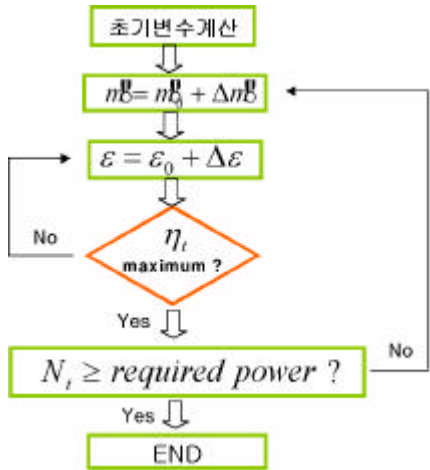 초기변수계산
ε = ε₀ + Δε
No
ηₜ
maximum ?
Yes
Nₜ ≥ required power ?
No
Yes
END